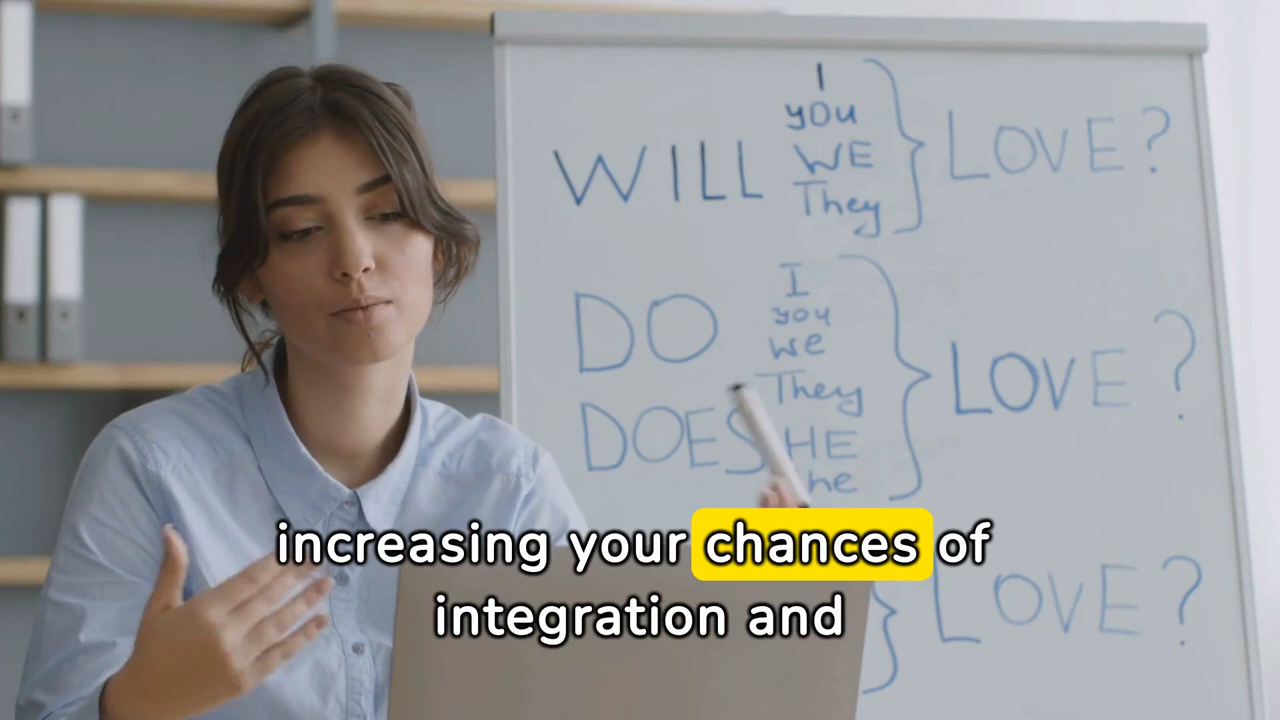 I
you
WILL WE LOVE?
They
I
you
DO we
They LOVE ?
DOES HE
he
increasing your chances of
integration and
LOVE?